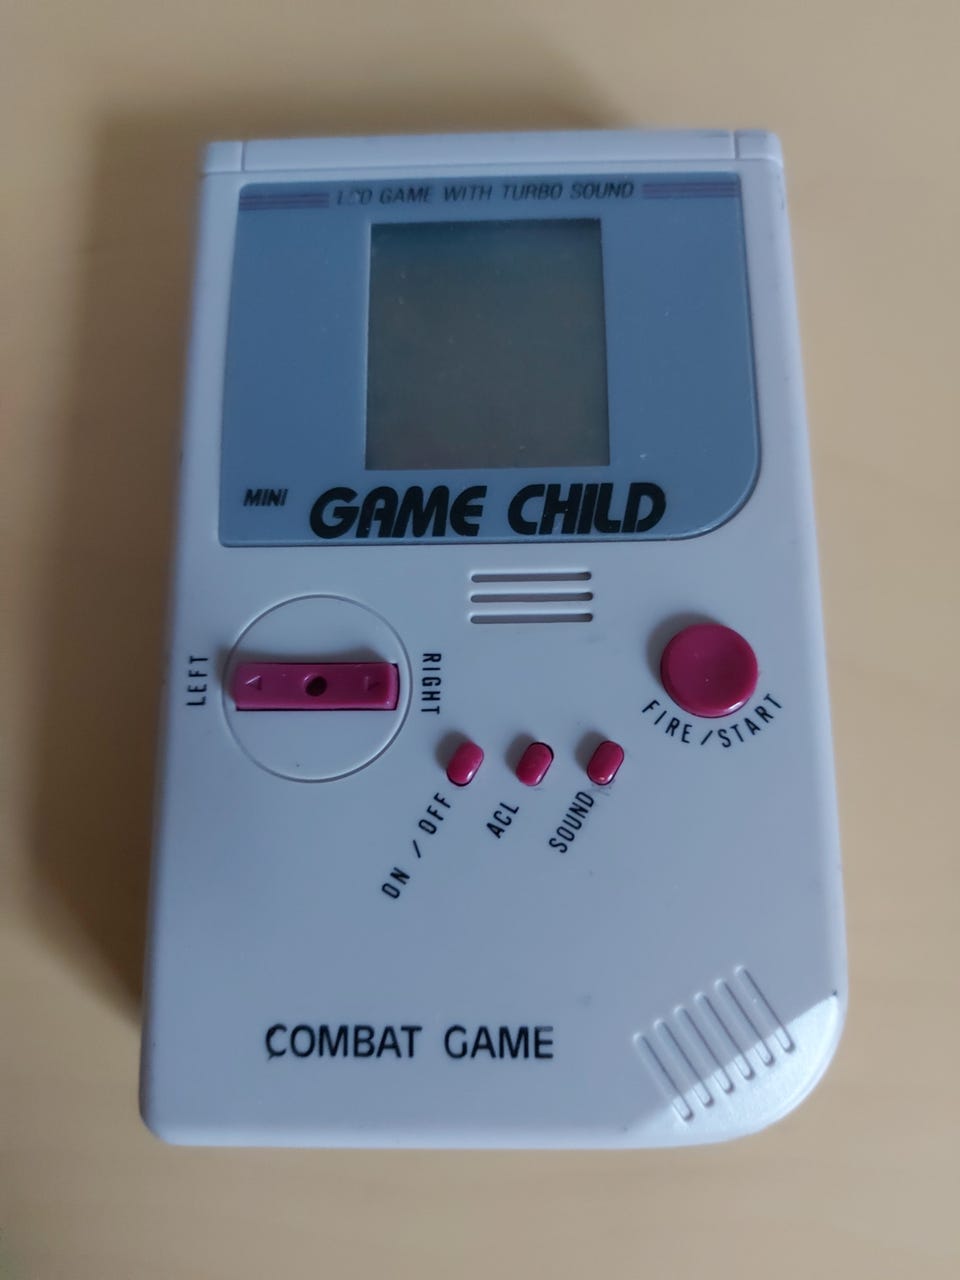 LCD GAME WITH TURBO SOUND
MINI GAME CHILD
LEFT
RIGHT
FIRE/START
ON / OFF
ACL
SOUND
COMBAT GAME